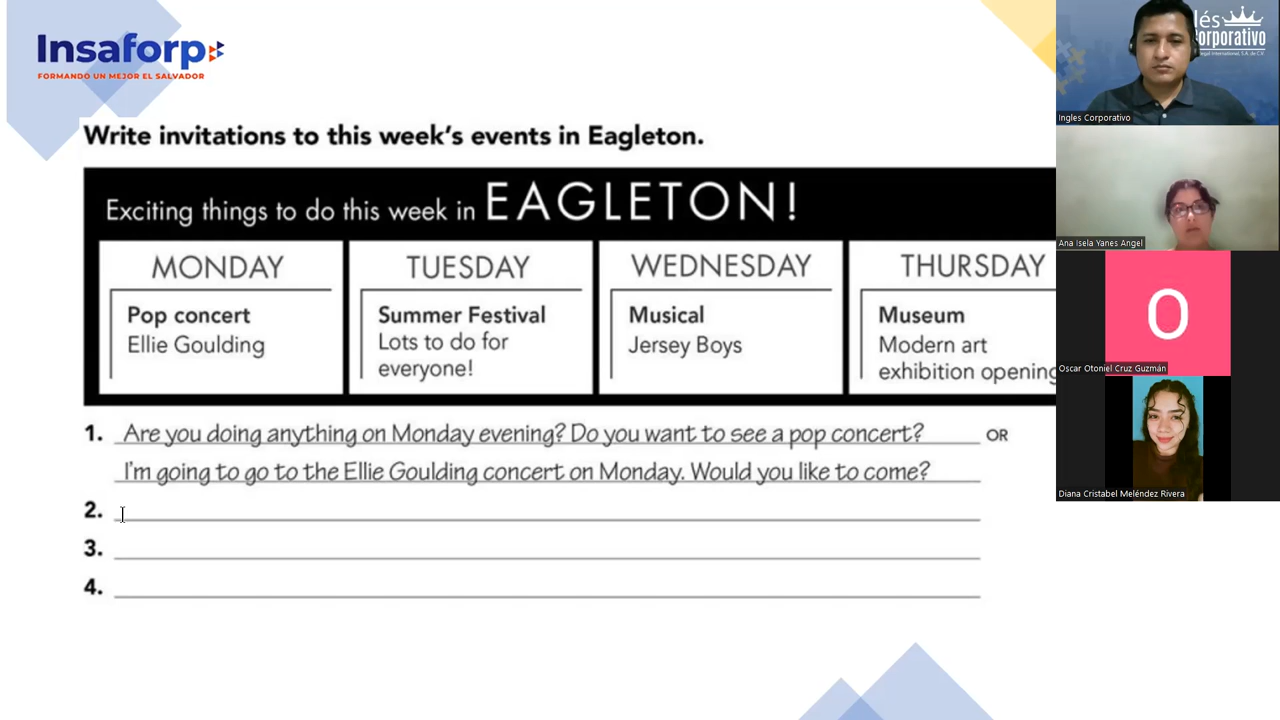 Insaforp
FORMANDO UN MEJOR EL SALVADOR
Write invitations to this week's events in Eagleton.
Exciting things to do this week in EAGLETON!
MONDAY
Pop concert
Ellie Goulding
TUESDAY
Summer Festival
Lots to do for
everyone!
WEDNESDAY
Musical
Jersey Boys
THURSDAY
Museum
Modern art
exhibition opening
1. Are you doing anything on Monday evening? Do you want to see a pop concert? OR
I'm going to go to the Ellie Goulding concert on Monday. Would you like to come?
2.
3.
4.
lés
orporativo
Ingles Corporativo
Ana Isela Yanes Angel
O
Oscar Otoniel Cruz Guzmán
Diana Cristabel Meléndez Rivera